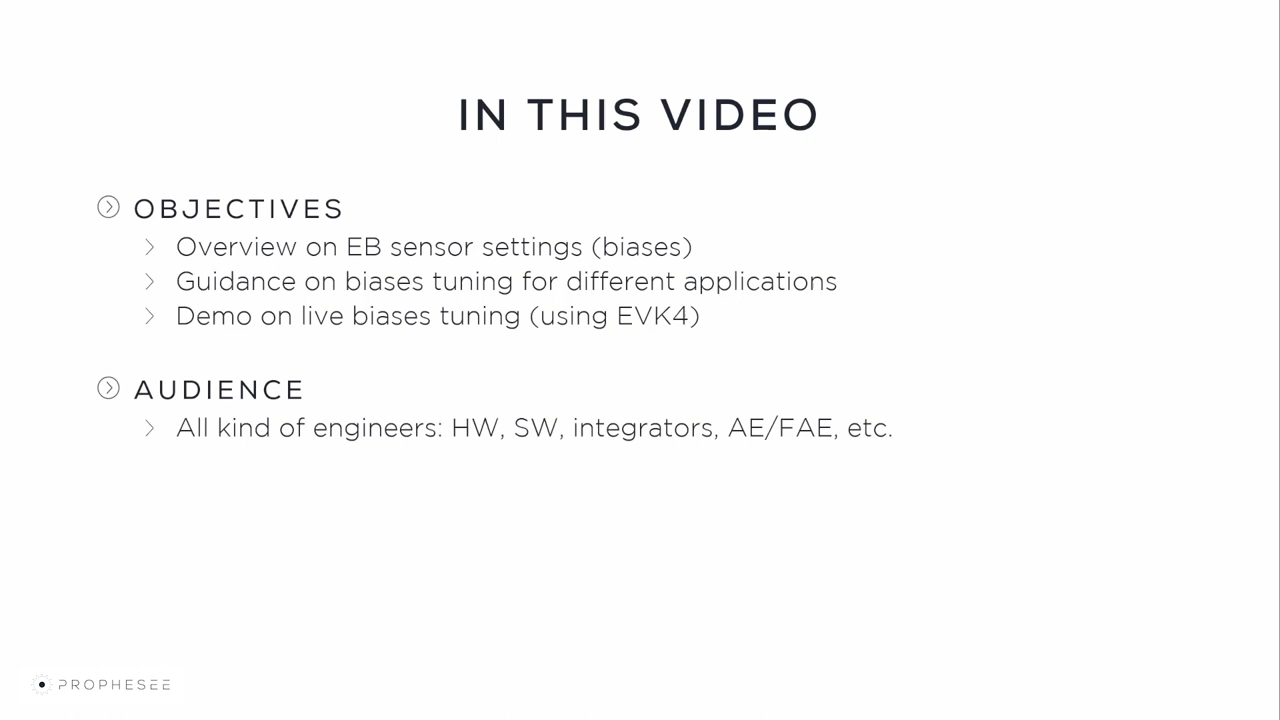 IN THIS VIDEO
OBJECTIVES
Overview on EB sensor settings (biases)
Guidance on biases tuning for different applications
Demo on live biases tuning (using EVK4)
AUDIENCE
All kind of engineers: HW, SW, integrators, AE/FAE, etc.
PROPHESEE